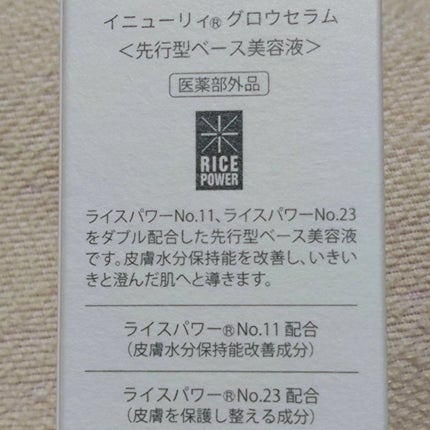 イニューリィ® グロウセラム
＜先行型ベース美容液＞
医薬部外品
RICE
POWER
ライスパワーNo.11、ライスパワーNo.23
をダブル配合した先行型ベース美容液
です。皮膚水分保持能を改善し、いきい
きと澄んだ肌へと導きます。
ライスパワー®No.11 配合
（皮膚水分保持能改善成分）
ライスパワー®No.23 配合
（皮膚を保護し整える成分）